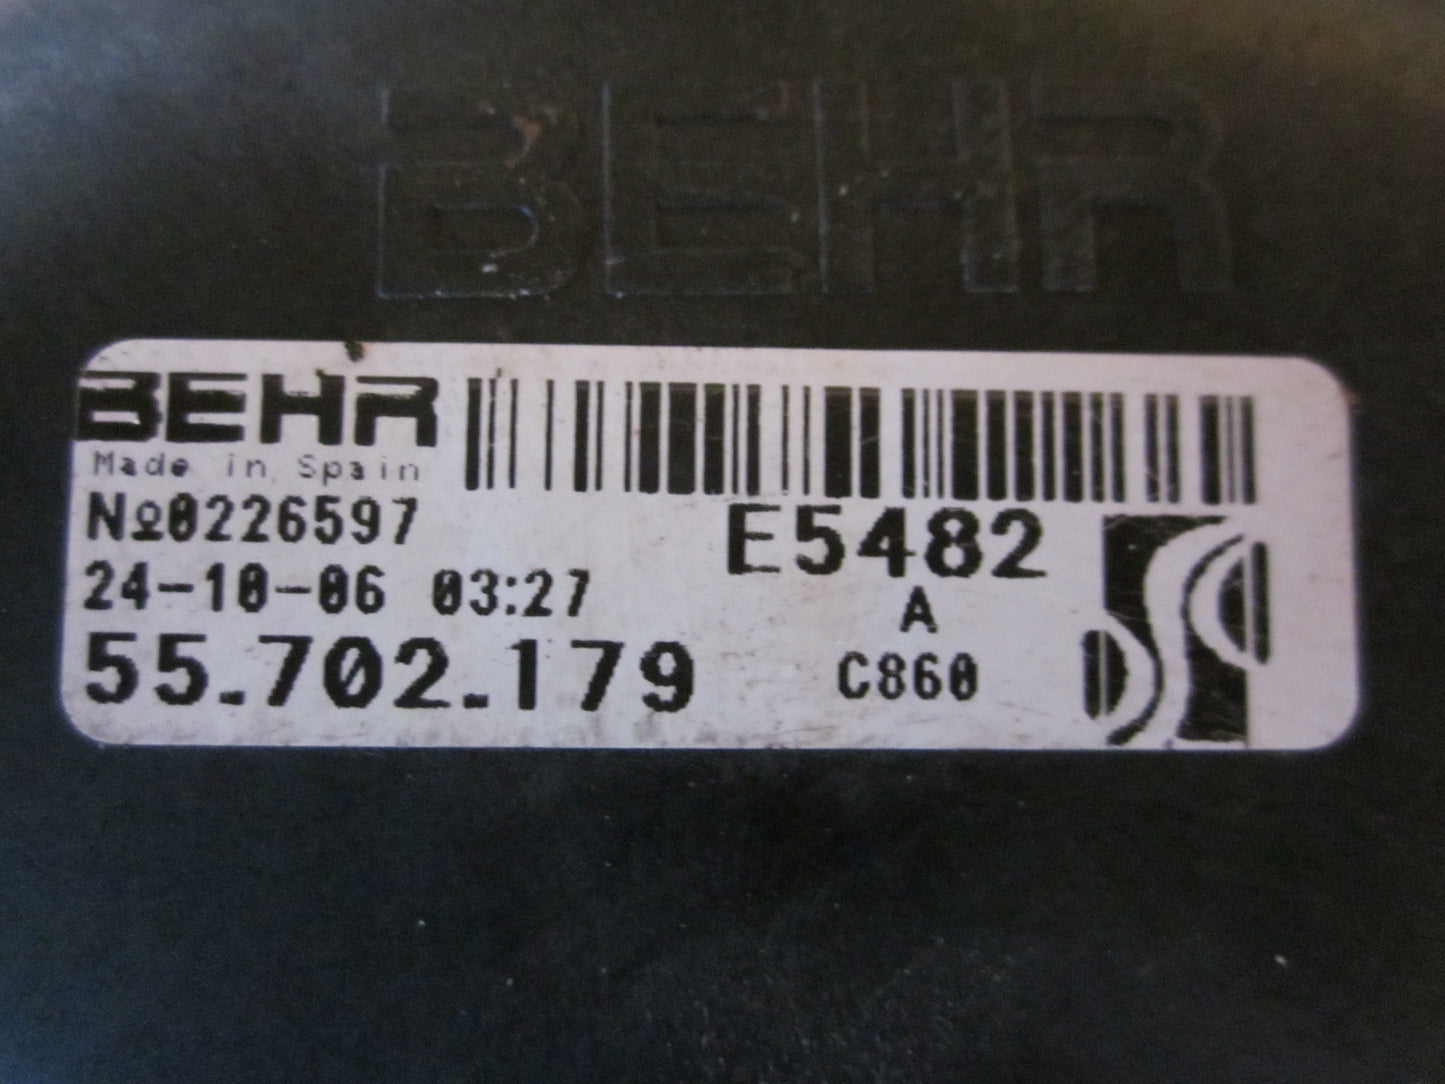 BEHR
BEHR
Made in Spain
Nº0226597
24-10-06 03:27
55.702.179
E5482
A
C860